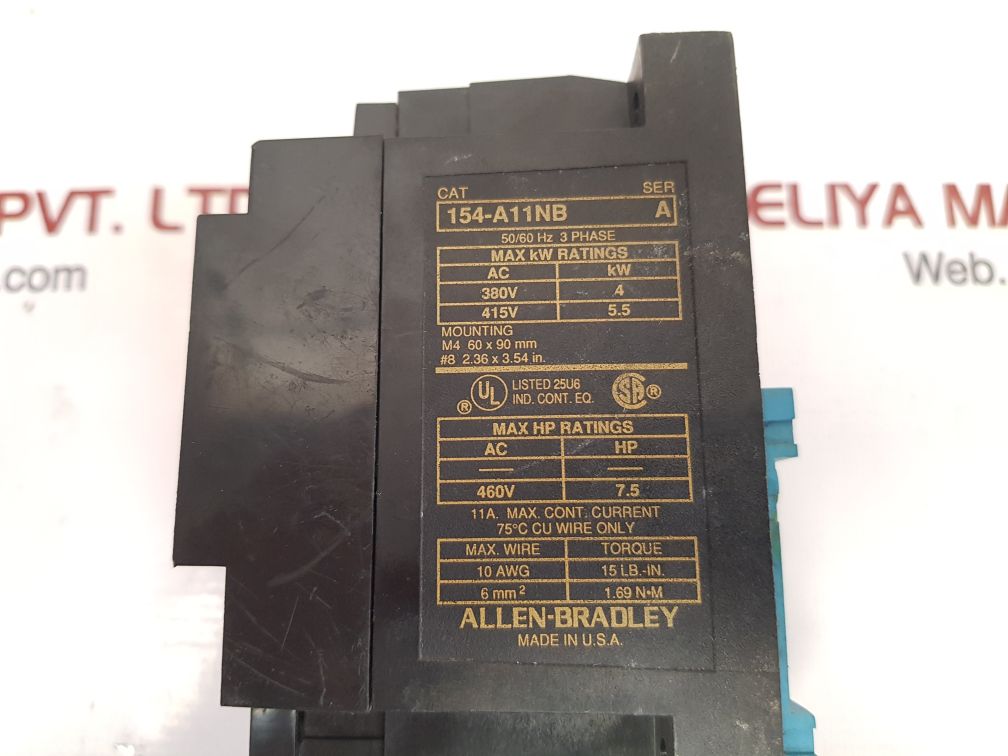 PVT. LT
ELIYA MA
.com
Web.
CAT SER
154-A11NB A
50/60 Hz 3 PHASE
MAX kW RATINGS
AC kW
380V 4
415V 5.5
MOUNTING
M4 60 x 90 mm
#8 2.36 x 3.54 in.
UL ® LISTED 25U6
IND. CONT. EQ.
SA ®
MAX HP RATINGS
AC HP
— —
460V 7.5
11A. MAX. CONT. CURRENT
75°C CU WIRE ONLY
MAX. WIRE TORQUE
10 AWG 15 LB.-IN.
6 mm² 1.69 N•M
ALLEN-BRADLEY
MADE IN U.S.A.